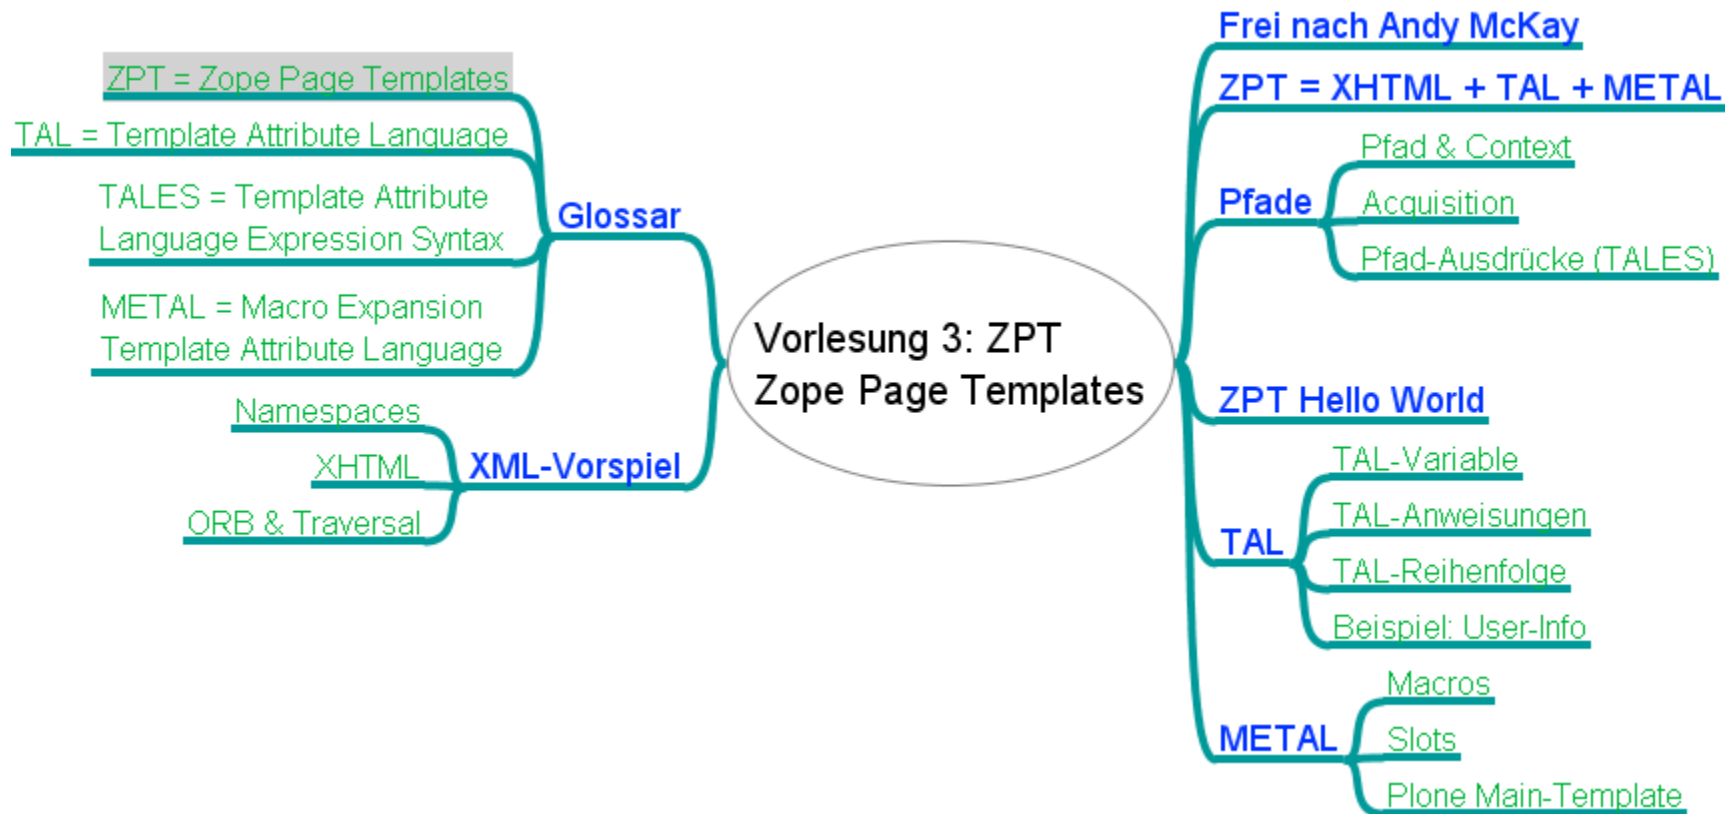 Vorlesung 3: ZPT
Zope Page Templates
Glossar
ZPT = Zope Page Templates
TAL = Template Attribute Language
TALES = Template Attribute
Language Expression Syntax
METAL = Macro Expansion
Template Attribute Language
XML-Vorspiel
Namespaces
XHTML
ORB & Traversal
Frei nach Andy McKay
ZPT = XHTML + TAL + METAL
Pfade
Pfad & Context
Acquisition
Pfad-Ausdrücke (TALES)
ZPT Hello World
TAL
TAL-Variable
TAL-Anweisungen
TAL-Reihenfolge
Beispiel: User-Info
METAL
Macros
Slots
Plone Main-Template